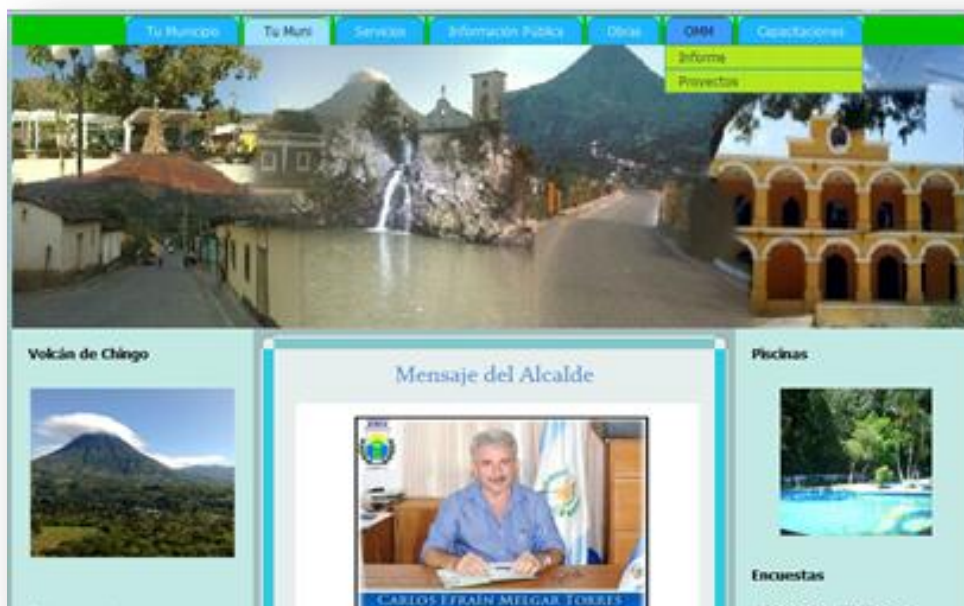 Tu Municipio
Tu Muni
Servicios
Información Pública
Obras
OMM
Capacitaciones
Informe
Proyectos
Volcán de Chingo
Mensaje del Alcalde
Piscinas
CARLOS EFRAÍN MELGAR TORRES
Encuestas